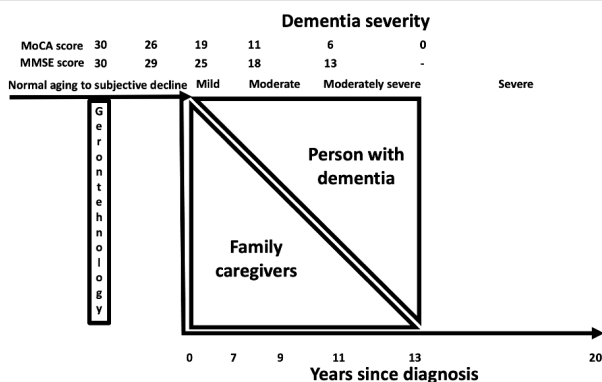 Dementia severity
MoCA score 30 26 19 11 6 0
MMSE score 30 29 25 18 13 -
Normal aging to subjective decline Mild Moderate Moderately severe Severe
Gerontehnology
Person with
dementia
Family
caregivers
0 7 9 11 13 20
Years since diagnosis